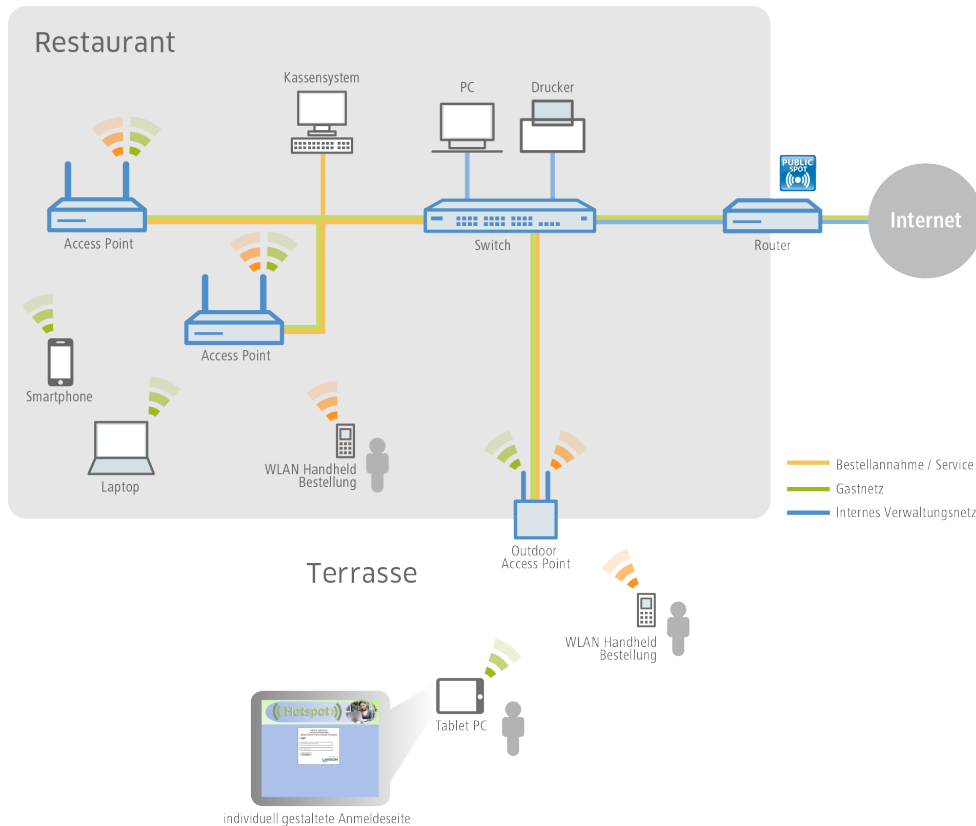 Restaurant
Kassensystem
PC
Drucker
PUBLIC
SPOT
Access Point
Switch
Router
Internet
Access Point
Smartphone
Laptop
WLAN Handheld
Bestellung
Bestellannahme / Service
Gastnetz
Internes Verwaltungsnetz
Outdoor
Access Point
Terrasse
WLAN Handheld
Bestellung
Tablet PC
Hotspot
individuell gestaltete Anmeldeseite